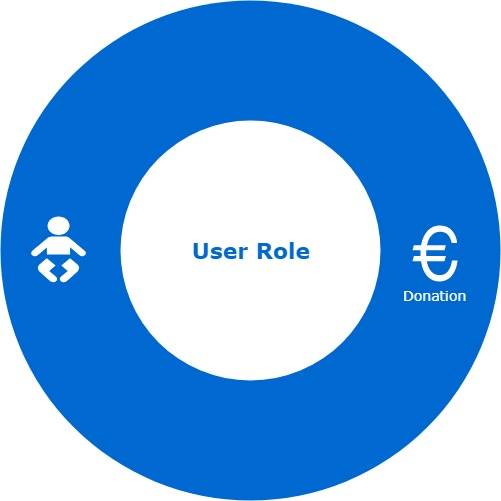 User Role
€
Donation